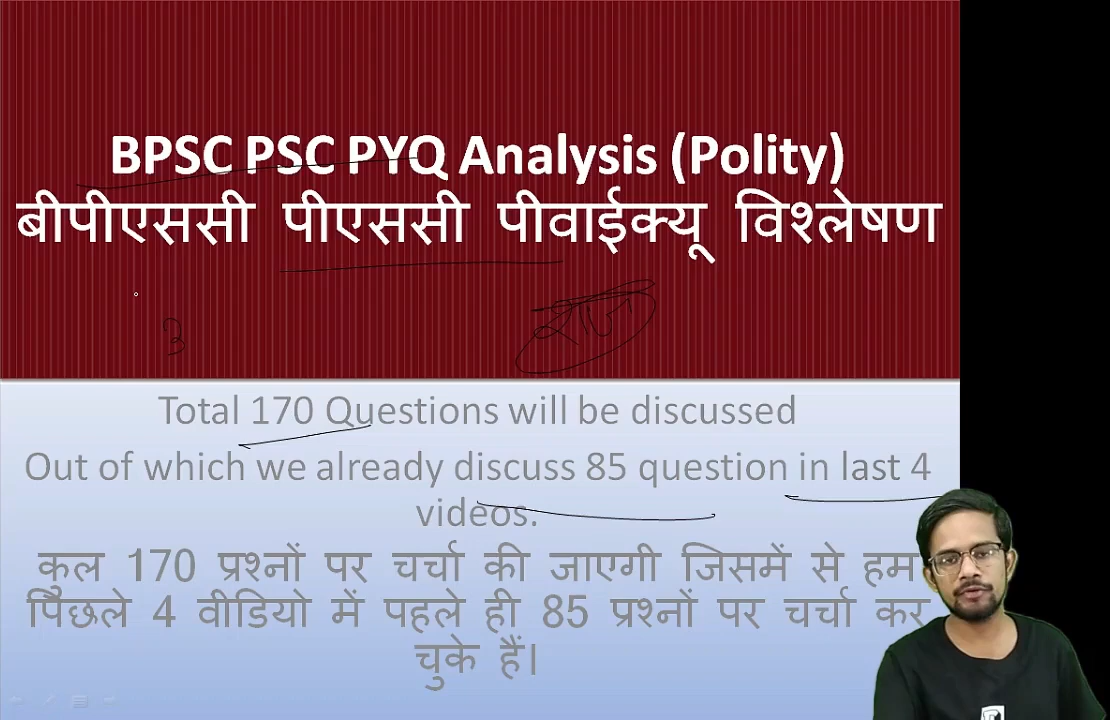 BPSC PSC PYQ Analysis (Polity)
बीपीएससी पीएससी पीवाईक्यू विश्लेषण
3
Total 170 Questions will be discussed
Out of which we already discuss 85 question in last 4
videos.
कुल 170 प्रश्नों पर चर्चा की जाएगी जिसमें से हम
पिछले 4 वीडियो में पहले ही 85 प्रश्नों पर चर्चा कर
चुके हैं।